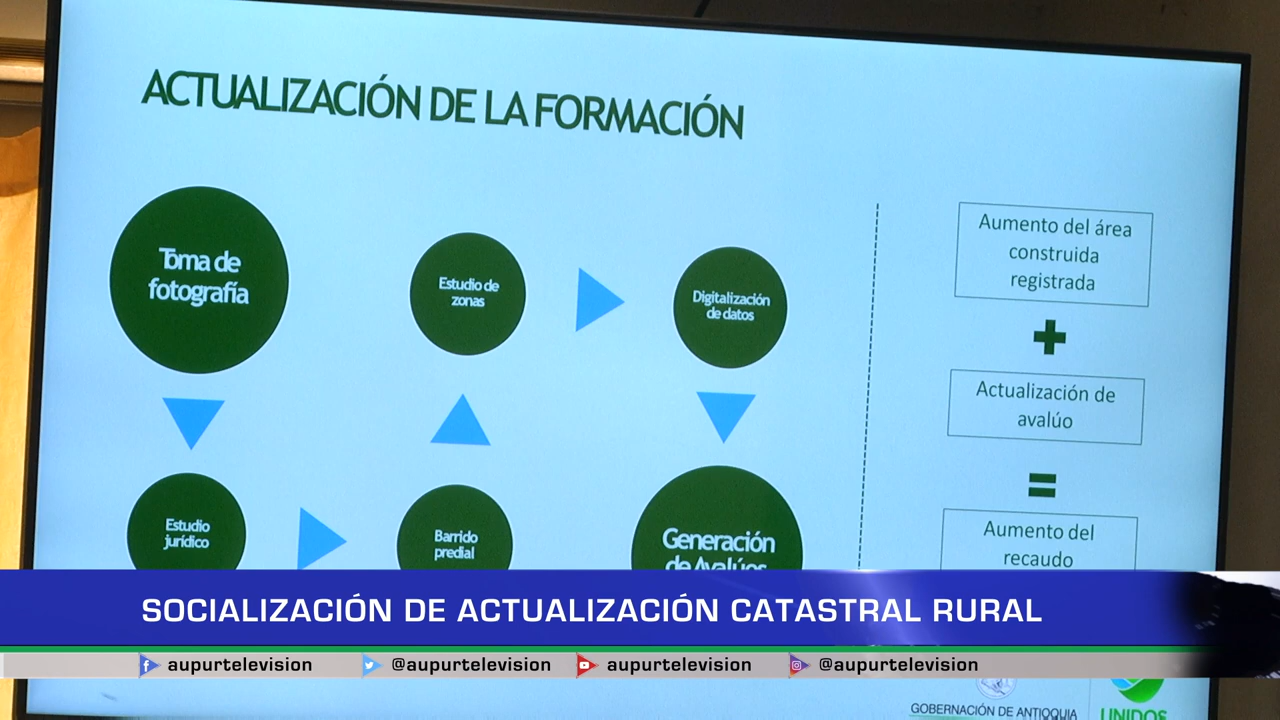 ACTUALIZACIÓN DE LA FORMACIÓN
Toma de
fotografía
Estudio de
zonas
Digitalización
de datos
Estudio
jurídico
Barrido
predial
Generación
de Avalúos
Aumento del área
construida
registrada
+
Actualización de
avalúo
=
Aumento del
recaudo
SOCIALIZACIÓN DE ACTUALIZACIÓN CATASTRAL RURAL
aupurtelevision
@aupurtelevision
aupurtelevision
@aupurtelevision
GOBERNACIÓN DE ANTIOQUIA
UNIDOS